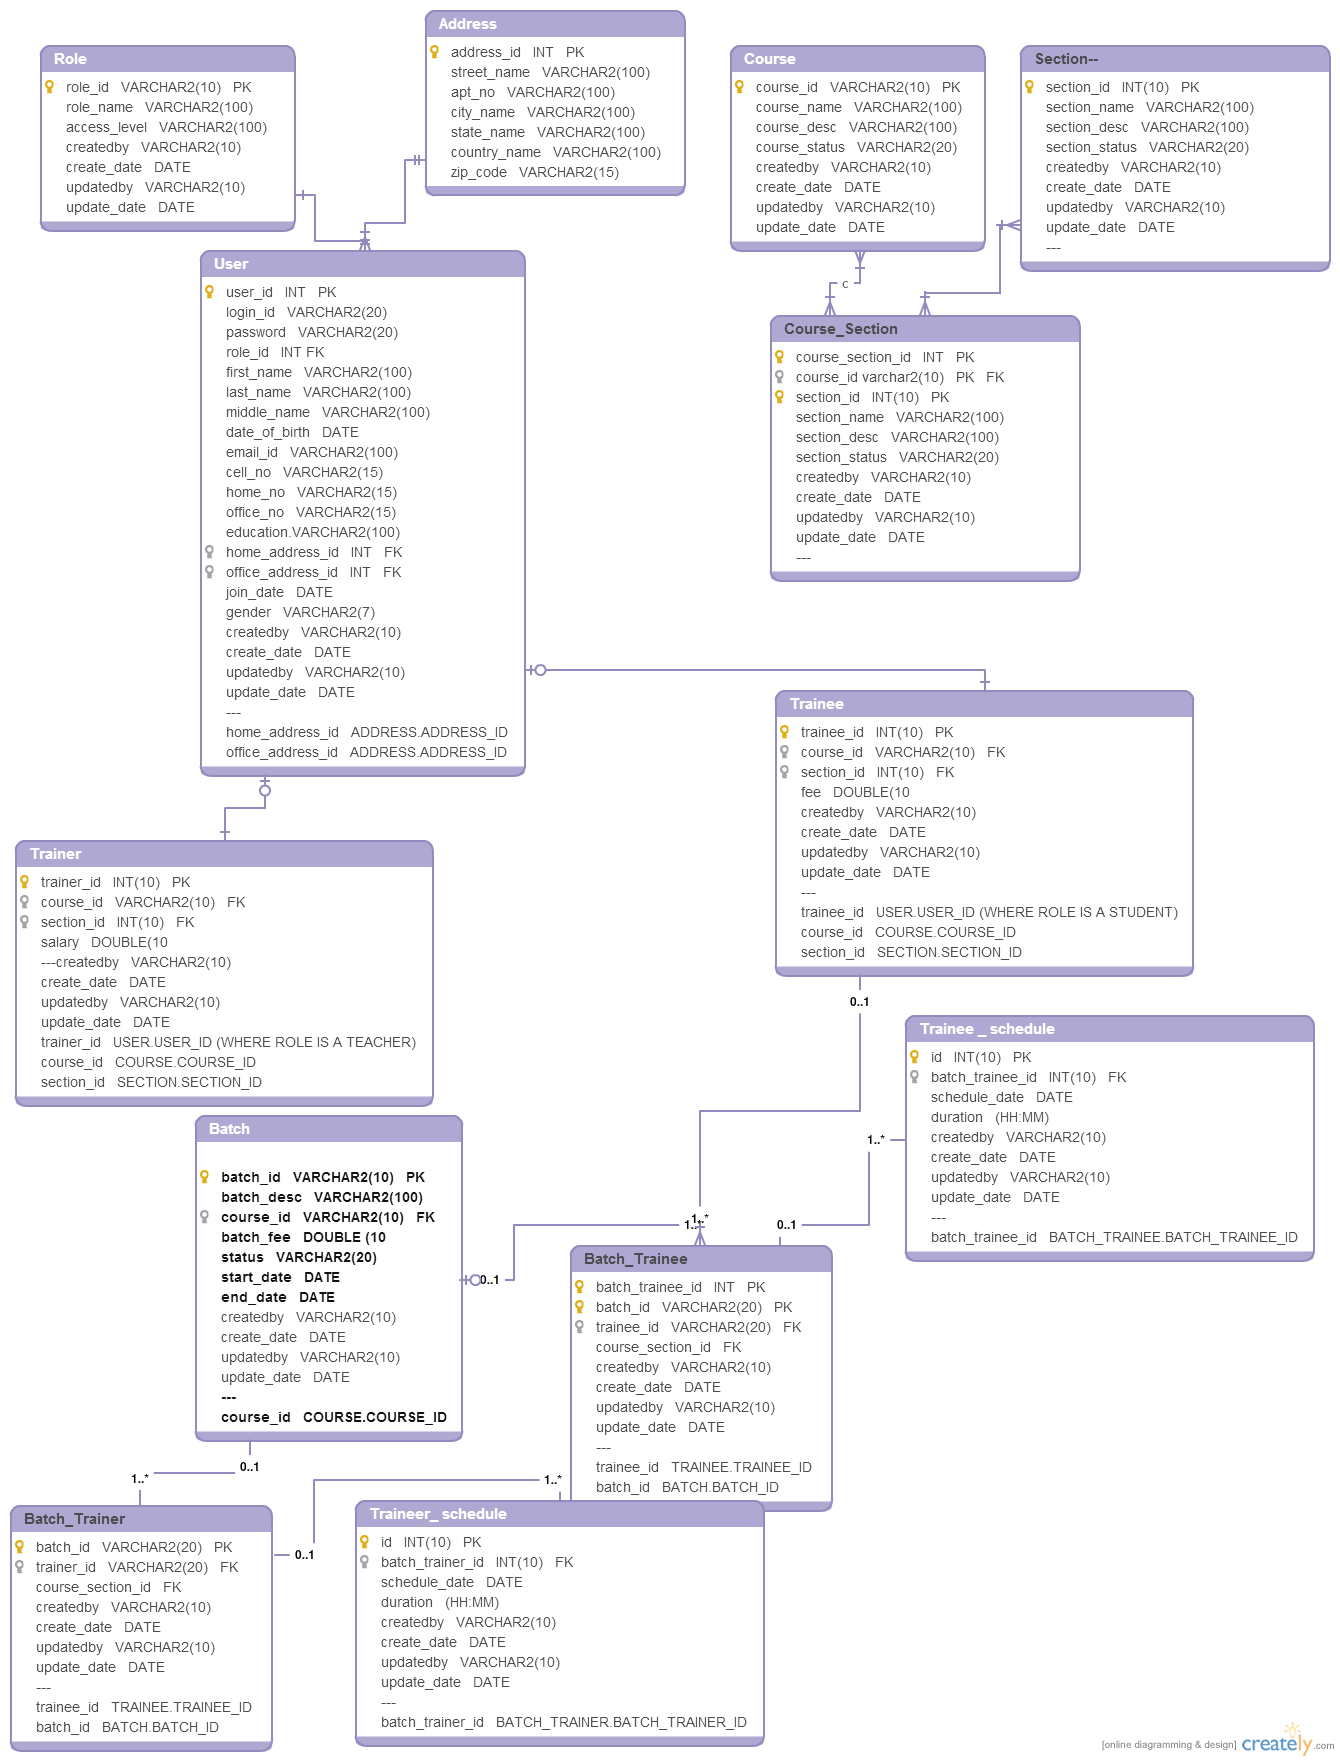 Address
address_id INT PK
street_name VARCHAR2(100)
apt_no VARCHAR2(100)
city_name VARCHAR2(100)
state_name VARCHAR2(100)
country_name VARCHAR2(100)
zip_code VARCHAR2(15)
Role
role_id VARCHAR2(10) PK
role_name VARCHAR2(100)
access_level VARCHAR2(100)
createdby VARCHAR2(10)
create_date DATE
updatedby VARCHAR2(10)
update_date DATE
Course
course_id VARCHAR2(10) PK
course_name VARCHAR2(100)
course_desc VARCHAR2(100)
course_status VARCHAR2(20)
createdby VARCHAR2(10)
create_date DATE
updatedby VARCHAR2(10)
update_date DATE
Section--
section_id INT(10) PK
section_name VARCHAR2(100)
section_desc VARCHAR2(100)
section_status VARCHAR2(20)
createdby VARCHAR2(10)
create_date DATE
updatedby VARCHAR2(10)
update_date DATE
---
c
User
user_id INT PK
login_id VARCHAR2(20)
password VARCHAR2(20)
role_id INT FK
first_name VARCHAR2(100)
last_name VARCHAR2(100)
middle_name VARCHAR2(100)
date_of_birth DATE
email_id VARCHAR2(100)
cell_no VARCHAR2(15)
home_no VARCHAR2(15)
office_no VARCHAR2(15)
education.VARCHAR2(100)
home_address_id INT FK
office_address_id INT FK
join_date DATE
gender VARCHAR2(7)
createdby VARCHAR2(10)
create_date DATE
updatedby VARCHAR2(10)
update_date DATE
---
home_address_id ADDRESS.ADDRESS_ID
office_address_id ADDRESS.ADDRESS_ID
Course_Section
course_section_id INT PK
course_id varchar2(10) PK FK
section_id INT(10) PK
section_name VARCHAR2(100)
section_desc VARCHAR2(100)
section_status VARCHAR2(20)
createdby VARCHAR2(10)
create_date DATE
updatedby VARCHAR2(10)
update_date DATE
---
Trainee
trainee_id INT(10) PK
course_id VARCHAR2(10) FK
section_id INT(10) FK
fee DOUBLE(10
createdby VARCHAR2(10)
create_date DATE
updatedby VARCHAR2(10)
update_date DATE
---
trainee_id USER.USER_ID (WHERE ROLE IS A STUDENT)
course_id COURSE.COURSE_ID
section_id SECTION.SECTION_ID
Trainer
trainer_id INT(10) PK
course_id VARCHAR2(10) FK
section_id INT(10) FK
salary DOUBLE(10
---createdby VARCHAR2(10)
create_date DATE
updatedby VARCHAR2(10)
update_date DATE
trainer_id USER.USER_ID (WHERE ROLE IS A TEACHER)
course_id COURSE.COURSE_ID
section_id SECTION.SECTION_ID
0..1
Trainee _ schedule
id INT(10) PK
batch_trainee_id INT(10) FK
schedule_date DATE
duration (HH:MM)
createdby VARCHAR2(10)
create_date DATE
updatedby VARCHAR2(10)
update_date DATE
---
batch_trainee_id BATCH_TRAINEE.BATCH_TRAINEE_ID
1..*
0..1
1..*
1..*
0..1
Batch
batch_id VARCHAR2(10) PK
batch_desc VARCHAR2(100)
course_id VARCHAR2(10) FK
batch_fee DOUBLE (10
status VARCHAR2(20)
start_date DATE
end_date DATE
createdby VARCHAR2(10)
create_date DATE
updatedby VARCHAR2(10)
update_date DATE
---
course_id COURSE.COURSE_ID
Batch_Trainee
batch_trainee_id INT PK
batch_id VARCHAR2(20) PK
trainee_id VARCHAR2(20) FK
course_section_id FK
createdby VARCHAR2(10)
create_date DATE
updatedby VARCHAR2(10)
update_date DATE
---
trainee_id TRAINEE.TRAINEE_ID
batch_id BATCH.BATCH_ID
0..1
1..*
1..*
0..1
Batch_Trainer
batch_id VARCHAR2(20) PK
trainer_id VARCHAR2(20) FK
course_section_id FK
createdby VARCHAR2(10)
create_date DATE
updatedby VARCHAR2(10)
update_date DATE
---
trainee_id TRAINEE.TRAINEE_ID
batch_id BATCH.BATCH_ID
Traineer_ schedule
id INT(10) PK
batch_trainer_id INT(10) FK
schedule_date DATE
duration (HH:MM)
createdby VARCHAR2(10)
create_date DATE
updatedby VARCHAR2(10)
update_date DATE
---
batch_trainer_id BATCH_TRAINER.BATCH_TRAINER_ID
[online diagramming & design] creately.com